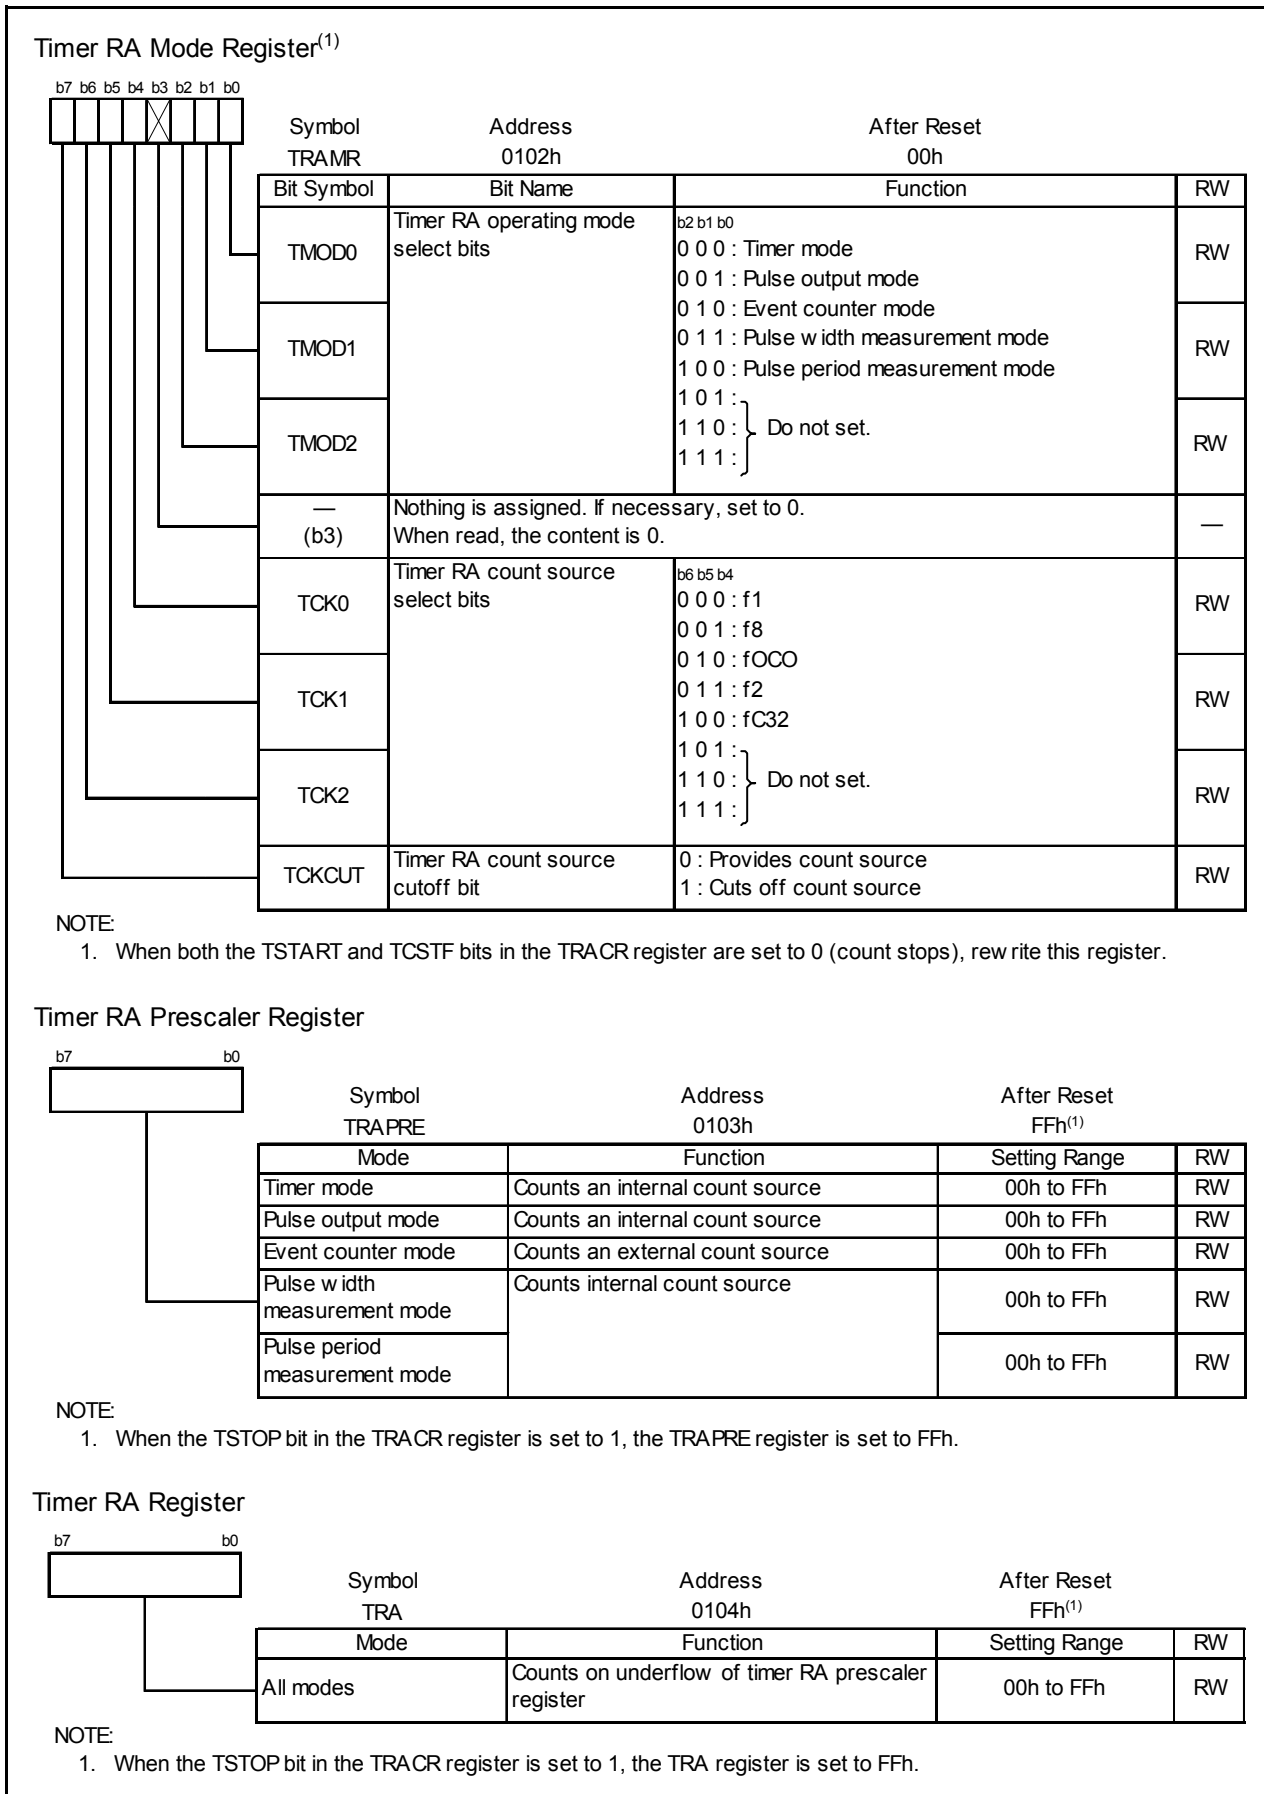 Timer RA Mode Register(1)
b7 b6 b5 b4 b3 b2 b1 b0
Symbol Address After Reset
TRAMR 0102h 00h
Bit Symbol Bit Name Function RW
TMOD0 Timer RA operating mode select bits b2 b1 b0 RW
0 0 0 : Timer mode
0 0 1 : Pulse output mode
0 1 0 : Event counter mode
TMOD1 0 1 1 : Pulse width measurement mode RW
1 0 0 : Pulse period measurement mode
1 0 1 :
TMOD2 1 1 0 : Do not set. RW
1 1 1 :
— (b3) Nothing is assigned. If necessary, set to 0. —
When read, the content is 0.
TCK0 Timer RA count source select bits b6 b5 b4 RW
0 0 0 : f1
0 0 1 : f8
0 1 0 : fOCO
TCK1 0 1 1 : f2 RW
1 0 0 : fC32
1 0 1 :
TCK2 1 1 0 : Do not set. RW
1 1 1 :
TCKCUT Timer RA count source cutoff bit 0 : Provides count source RW
1 : Cuts off count source
NOTE:
1. When both the TSTART and TCSTF bits in the TRACR register are set to 0 (count stops), rewrite this register.
Timer RA Prescaler Register
b7 b0
Symbol Address After Reset
TRAPRE 0103h FFh(1)
Mode Function Setting Range RW
Timer mode Counts an internal count source 00h to FFh RW
Pulse output mode Counts an internal count source 00h to FFh RW
Event counter mode Counts an external count source 00h to FFh RW
Pulse width measurement mode Counts internal count source 00h to FFh RW
Pulse period measurement mode 00h to FFh RW
NOTE:
1. When the TSTOP bit in the TRACR register is set to 1, the TRAPRE register is set to FFh.
Timer RA Register
b7 b0
Symbol Address After Reset
TRA 0104h FFh(1)
Mode Function Setting Range RW
All modes Counts on underflow of timer RA prescaler register 00h to FFh RW
NOTE:
1. When the TSTOP bit in the TRACR register is set to 1, the TRA register is set to FFh.